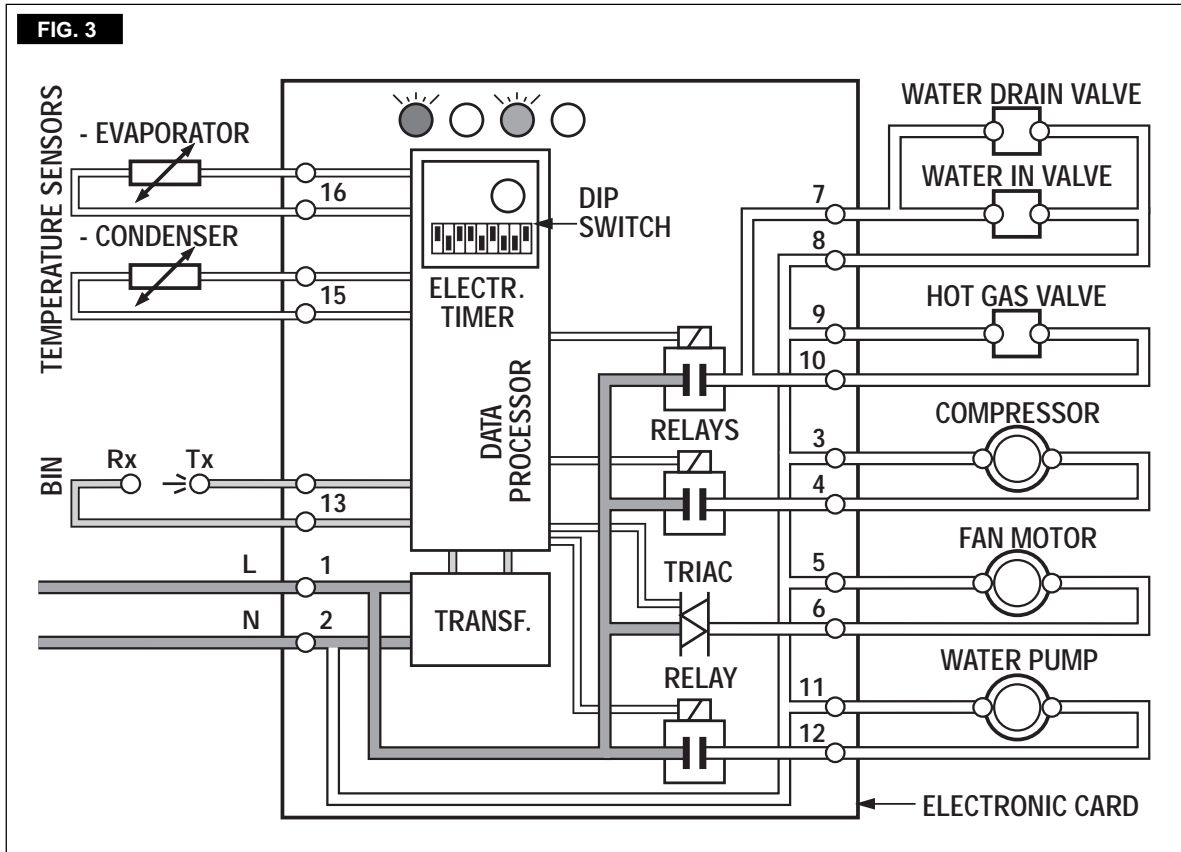 FIG. 3
TEMPERATURE SENSORS
- EVAPORATOR
16
- CONDENSER
15
BIN
Rx
Tx
13
L
1
N
2
DIP
SWITCH
ELECTR.
TIMER
DATA
PROCESSOR
TRANSF.
RELAYS
TRIAC
RELAY
7
8
9
10
3
4
5
6
11
12
WATER DRAIN VALVE
WATER IN VALVE
HOT GAS VALVE
COMPRESSOR
FAN MOTOR
WATER PUMP
ELECTRONIC CARD